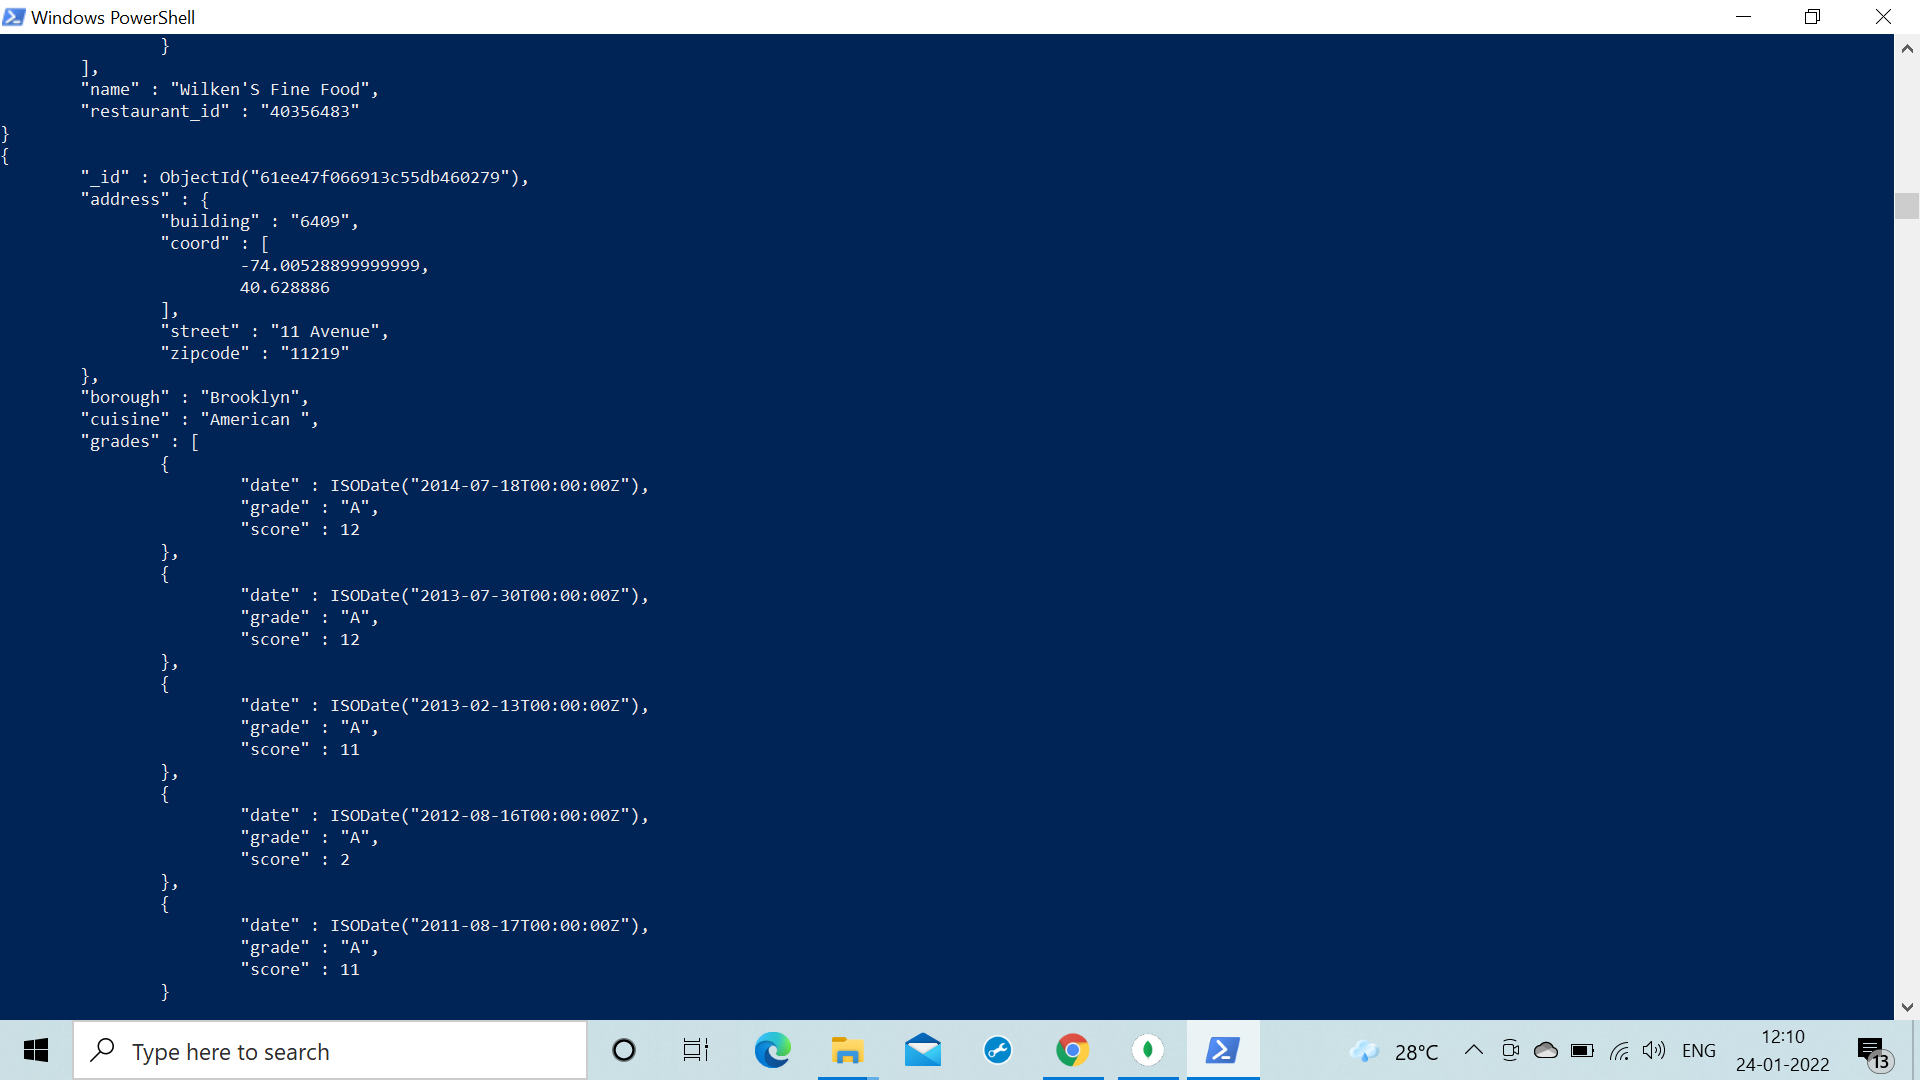 Windows PowerShell
                }
        ],
        "name" : "Wilken'S Fine Food",
        "restaurant_id" : "40356483"
}
{
        "_id" : ObjectId("61ee47f066913c55db460279"),
        "address" : {
                "building" : "6409",
                "coord" : [
                        -74.00528899999999,
                        40.628886
                ],
                "street" : "11 Avenue",
                "zipcode" : "11219"
        },
        "borough" : "Brooklyn",
        "cuisine" : "American ",
        "grades" : [
                {
                        "date" : ISODate("2014-07-18T00:00:00Z"),
                        "grade" : "A",
                        "score" : 12
                },
                {
                        "date" : ISODate("2013-07-30T00:00:00Z"),
                        "grade" : "A",
                        "score" : 12
                },
                {
                        "date" : ISODate("2013-02-13T00:00:00Z"),
                        "grade" : "A",
                        "score" : 11
                },
                {
                        "date" : ISODate("2012-08-16T00:00:00Z"),
                        "grade" : "A",
                        "score" : 2
                },
                {
                        "date" : ISODate("2011-08-17T00:00:00Z"),
                        "grade" : "A",
                        "score" : 11
                }
Type here to search
28°C
ENG
12:10
24-01-2022
13